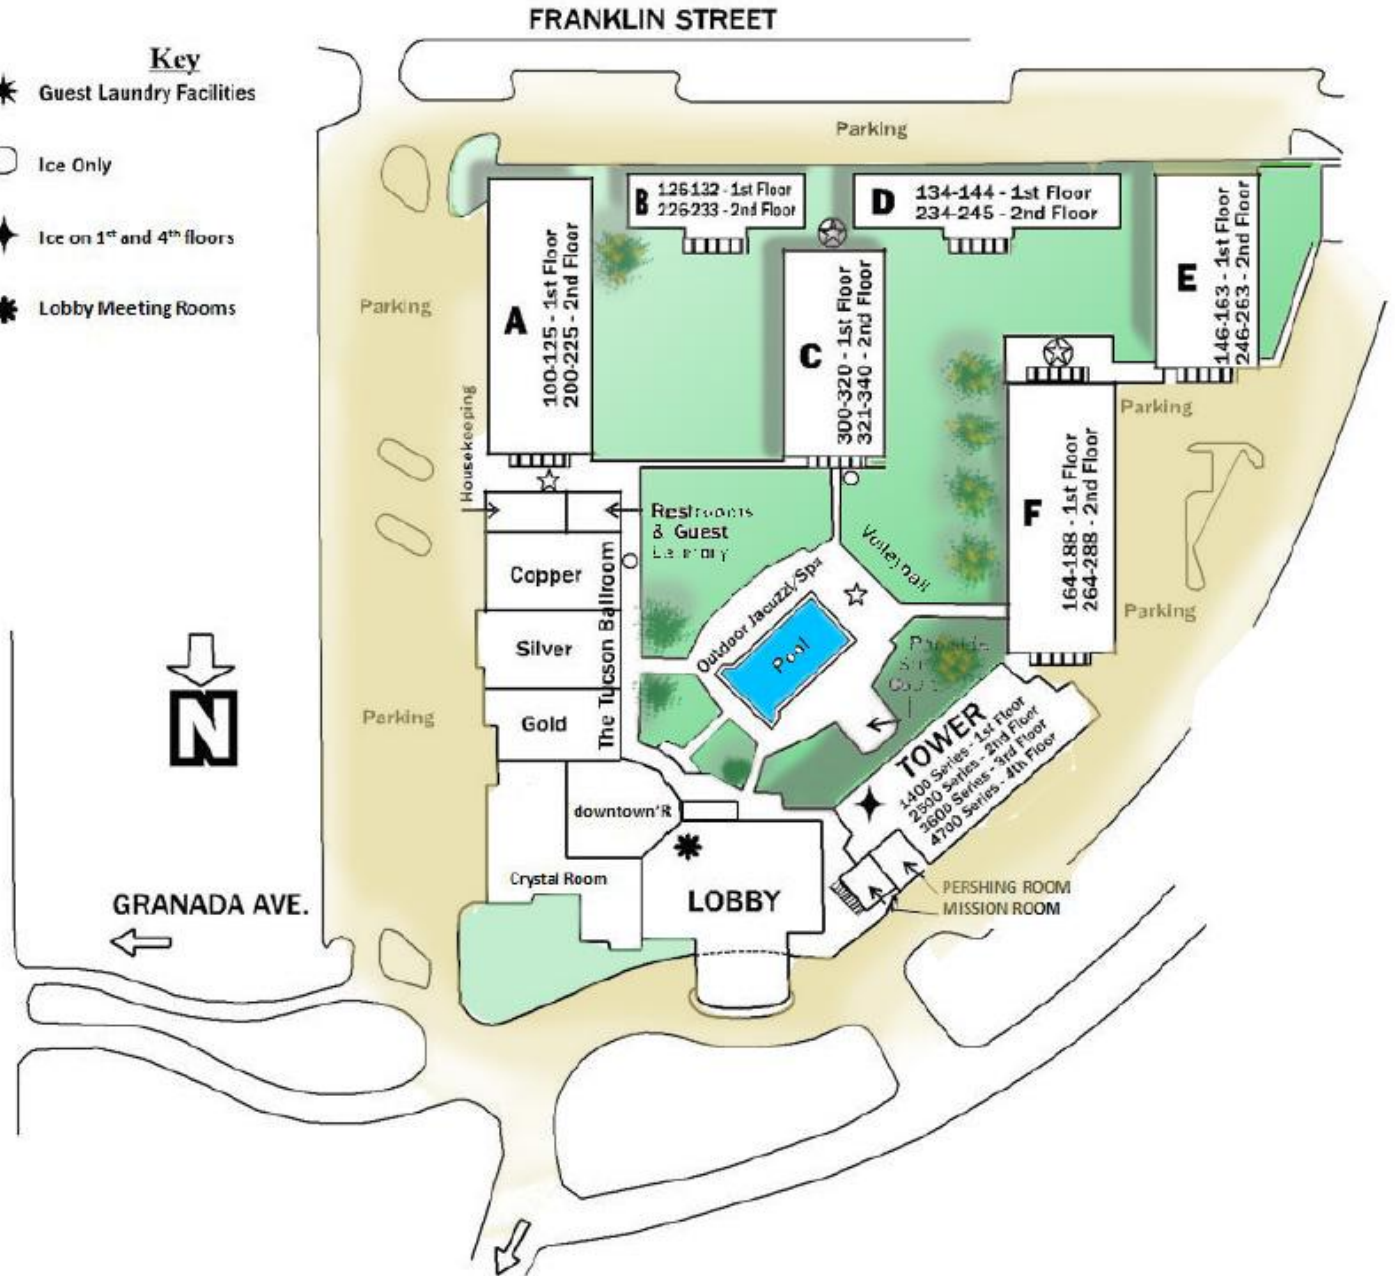 FRANKLIN STREET
Key
Guest Laundry Facilities
Ice Only
Ice on 1st and 4th floors
Lobby Meeting Rooms
Parking
B
126-132 - 1st Floor
226-233 - 2nd Floor
D
134-144 - 1st Floor
234-245 - 2nd Floor
E
146-163 - 1st Floor
246-263 - 2nd Floor
Parking
A
100-125 - 1st Floor
200-225 - 2nd Floor
C
300-320 - 1st Floor
321-340 - 2nd Floor
Parking
Housekeeping
F
164-188 - 1st Floor
264-288 - 2nd Floor
Restrooms
& Guest
Volleyball
Copper
Silver
Gold
The Tucson Ballroom
Outdoor Jacuzzi/Spa
Pool
Parking
Parking
N
TOWER
1400 Series - 1st Floor
2500 Series - 2nd Floor
3600 Series - 3rd Floor
4700 Series - 4th Floor
downtown'R
Crystal Room
LOBBY
PERSHING ROOM
MISSION ROOM
GRANADA AVE.